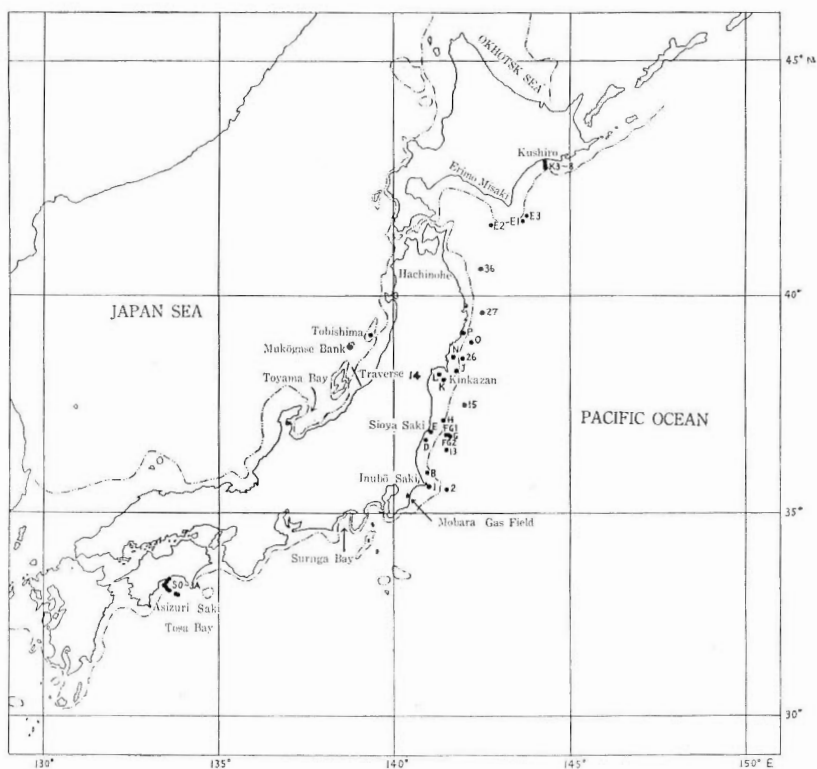 OKHOTSK SEA
45° N
Kushiro
K3-8
Erimo Misaki
E2-E1
E3
36
Hachinohe
40°
27
JAPAN SEA
P
O
Tobishima
N
26
Mukōgase Bank
J
Traverse 14
L
Kinkazan
K
Toyama Bay
15
PACIFIC OCEAN
H
Sioya Saki
E
FG1
D
FG2
13
B
Inubō Saki
1
2
35°
Mobara Gas Field
Suruga Bay
Asizuri Saki
Tosa Bay
30°
130°
135°
140°
145°
150° E